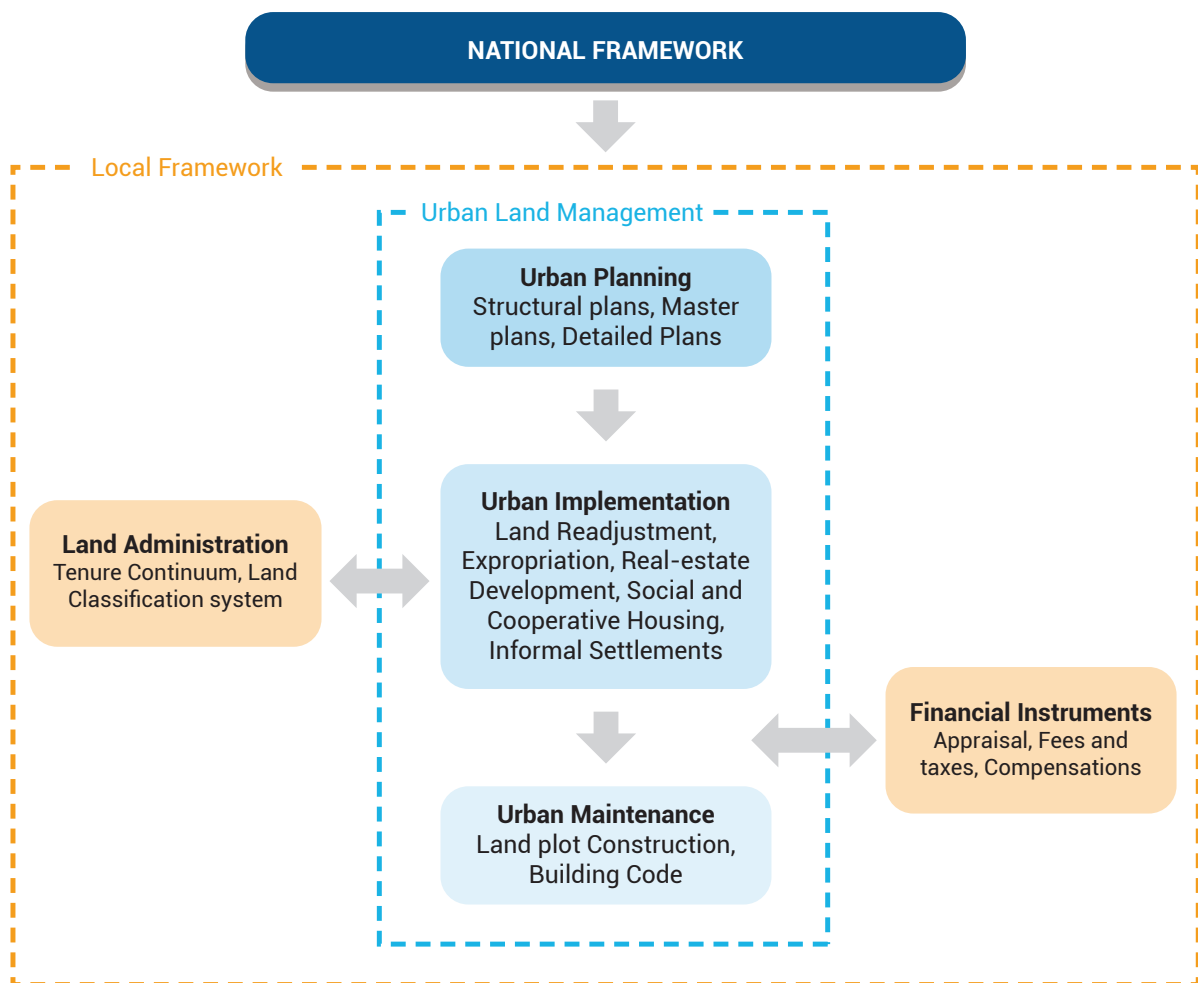 NATIONAL FRAMEWORK
Local Framework
Urban Land Management
Urban Planning
Structural plans, Master
plans, Detailed Plans
Urban Implementation
Land Readjustment,
Expropriation, Real-estate
Development, Social and
Cooperative Housing,
Informal Settlements
Land Administration
Tenure Continuum, Land
Classification system
Financial Instruments
Appraisal, Fees and
taxes, Compensations
Urban Maintenance
Land plot Construction,
Building Code